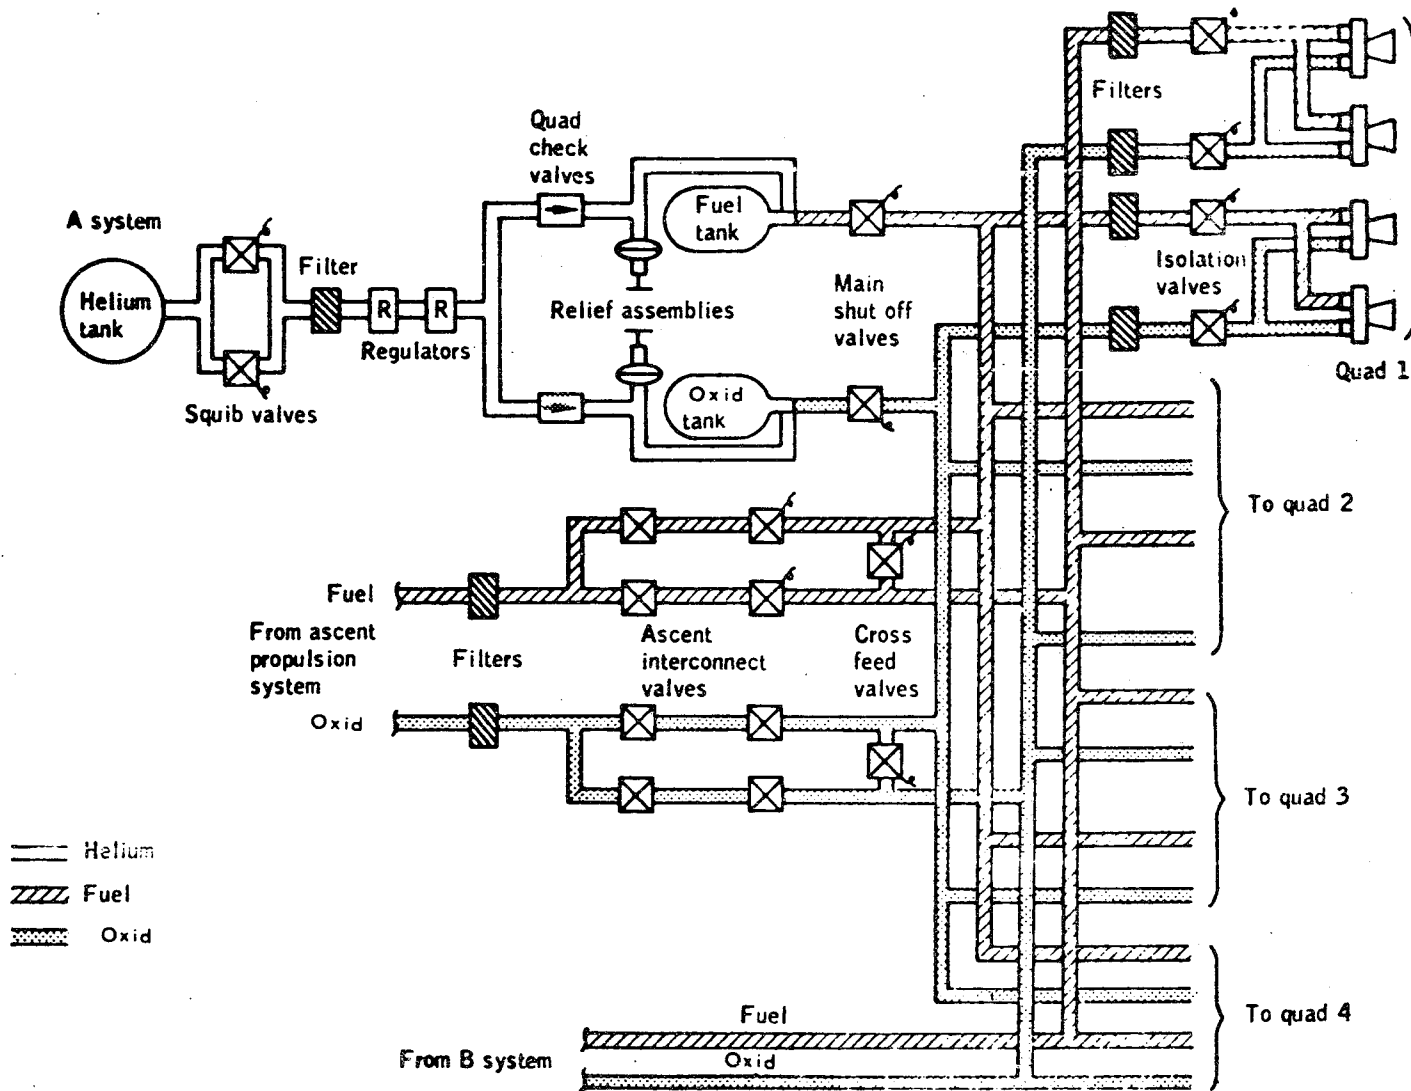 Filters
Quad
check
valves
A system
Fuel
tank
Filter
Helium
tank
R
R
Relief assemblies
Regulators
Main
shut off
valves
Isolation
valves
Squib valves
Oxid
tank
Quad 1
To quad 2
Fuel
From ascent
propulsion
system
Filters
Ascent
interconnect
valves
Cross
feed
valves
Oxid
To quad 3
Helium
Fuel
Oxid
To quad 4
Fuel
From B system
Oxid